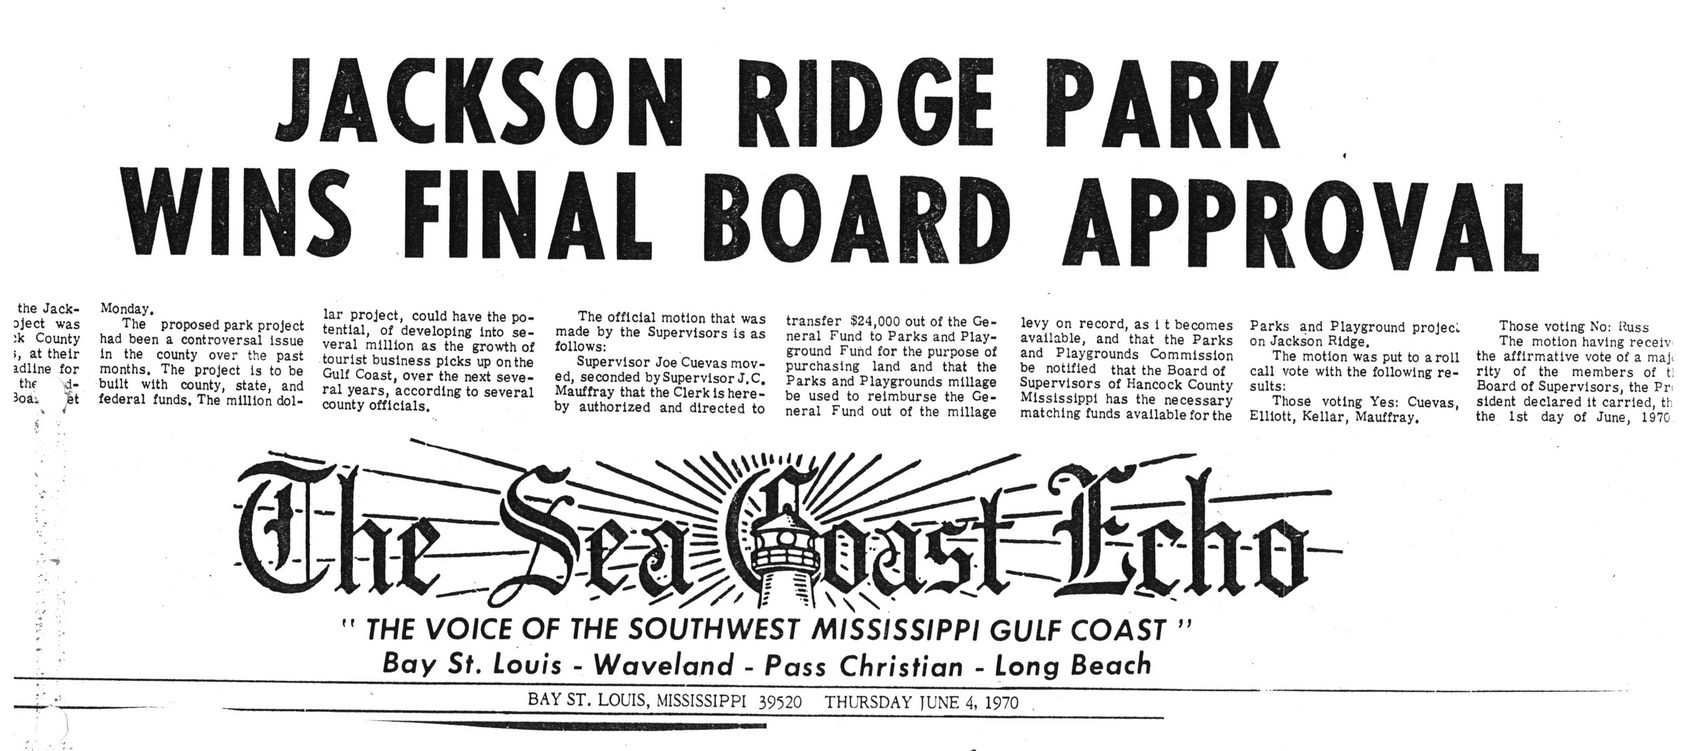 JACKSON RIDGE PARK
WINS FINAL BOARD APPROVAL
the Jack-
oject was
ck County
s, at their
adline for
the d-
Boa et
Monday.
The proposed park project
had been a controversal issue
in the county over the past
months. The project is to be
built with county, state, and
federal funds. The million dol-
lar project, could have the po-
tential, of developing into se-
veral million as the growth of
tourist business picks up on the
Gulf Coast, over the next seve-
ral years, according to several
county officials.
The official motion that was
made by the Supervisors is as
follows:
Supervisor Joe Cuevas mov-
ed, seconded by Supervisor J.C.
Mauffray that the Clerk is here-
by authorized and directed to
transfer $24,000 out of the Ge-
neral Fund to Parks and Play-
ground Fund for the purpose of
purchasing land and that the
Parks and Playgrounds millage
be used to reimburse the Ge-
neral Fund out of the millage
levy on record, as it becomes
available, and that the Parks
and Playgrounds Commission
be notified that the Board of
Supervisors of Hancock County
Mississippi has the necessary
matching funds available for the
Parks and Playground project
on Jackson Ridge.
The motion was put to a roll
call vote with the following re-
sults:
Those voting Yes: Cuevas,
Elliott, Kellar, Mauffray.
Those voting No: Russ
The motion having receiv
the affirmative vote of a maj
rity of the members of t
Board of Supervisors, the Pr
sident declared it carried, th
the 1st day of June, 1970
The Sea Coast Echo
" THE VOICE OF THE SOUTHWEST MISSISSIPPI GULF COAST "
Bay St. Louis - Waveland - Pass Christian - Long Beach
BAY ST. LOUIS, MISSISSIPPI 39520 THURSDAY JUNE 4, 1970